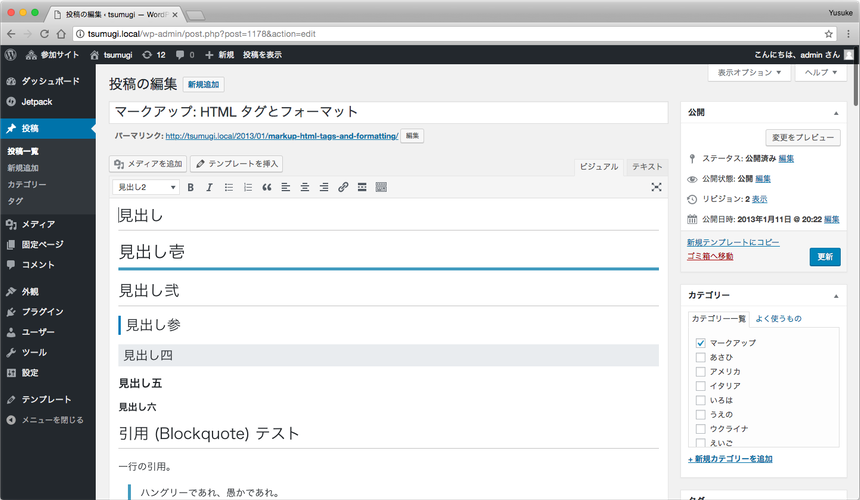 投稿の編集 ‹ tsumugi — WordP
Yusuke
tsumugi.local/wp-admin/post.php?post=1178&action=edit
参加サイト tsumugi 12 0 新規 投稿を表示 こんにちは、admin さん
ダッシュボード
Jetpack
投稿
投稿一覧
新規追加
カテゴリー
タグ
メディア
固定ページ
コメント
外観
プラグイン
ユーザー
ツール
設定
テンプレート
メニューを閉じる
表示オプション ヘルプ
投稿の編集 新規追加
マークアップ: HTML タグとフォーマット
パーマリンク: http://tsumugi.local/2013/01/markup-html-tags-and-formatting/ 編集
メディアを追加 テンプレートを挿入 ビジュアル テキスト
見出し2 B I
見出し
見出し壱
見出し弐
見出し参
見出し四
見出し五
見出し六
引用 (Blockquote) テスト
一行の引用。
ハングリーであれ、愚かであれ。
公開
変更をプレビュー
ステータス: 公開済み 編集
公開状態: 公開 編集
リビジョン: 2 表示
公開日時: 2013年1月11日 @ 20:22 編集
新規テンプレートにコピー
ゴミ箱へ移動 更新
カテゴリー
カテゴリー一覧 よく使うもの
マークアップ
あさひ
アメリカ
イタリア
いろは
うえの
ウクライナ
えいご
+ 新規カテゴリーを追加
タグ